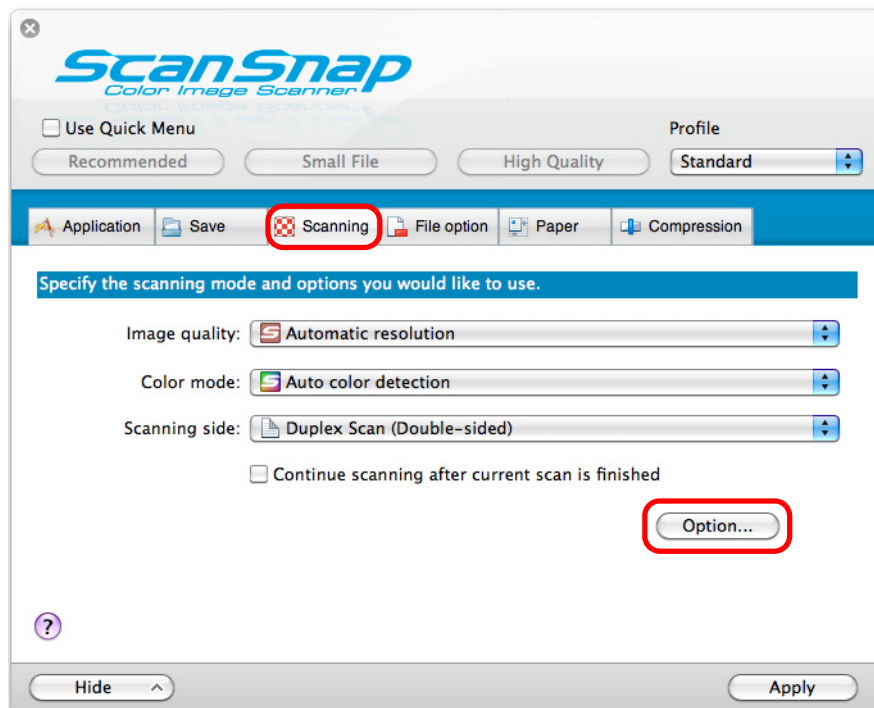 ScanSnap
Color Image Scanner
Use Quick Menu
Profile
Recommended Small File High Quality Standard
Application Save Scanning File option Paper Compression
Specify the scanning mode and options you would like to use.
Image quality: Automatic resolution
Color mode: Auto color detection
Scanning side: Duplex Scan (Double-sided)
Continue scanning after current scan is finished
Option...
?
Hide Apply